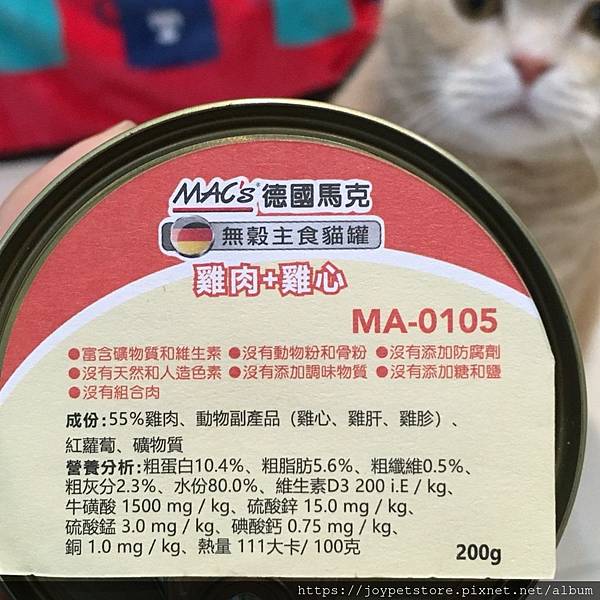 MAC's® 德國馬克
無穀主食貓罐
雞肉+雞心
MA-0105
●富含礦物質和維生素 ●沒有動物粉和骨粉 ●沒有添加防腐劑
●沒有天然和人造色素 ●沒有添加調味物質 ●沒有添加糖和鹽
●沒有組合肉
成份:55%雞肉、動物副產品(雞心、雞肝、雞胗)、
紅蘿蔔、礦物質
營養分析:粗蛋白10.4%、粗脂肪5.6%、粗纖維0.5%、
粗灰分2.3%、水份80.0%、維生素D3 200 i.E / kg、
牛磺酸 1500 mg / kg、硫酸鋅 15.0 mg / kg、
硫酸錳 3.0 mg / kg、碘酸鈣 0.75 mg / kg、
銅 1.0 mg / kg、熱量 111大卡/ 100克
200g
https://joypetstore.pixnet.net/album